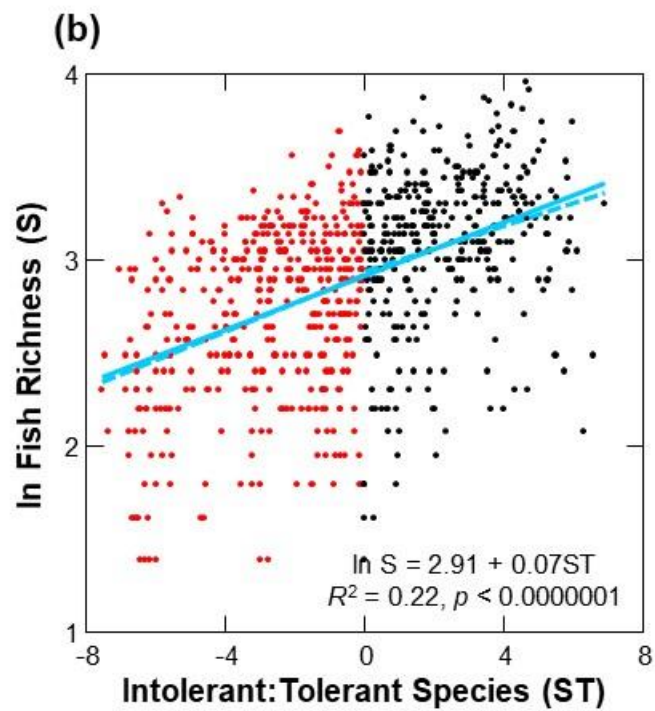 (b)
4
3
2
1
ln Fish Richness (S)
ln S = 2.91 + 0.07ST
R² = 0.22, p < 0.0000001
-8 -4 0 4 8
Intolerant:Tolerant Species (ST)